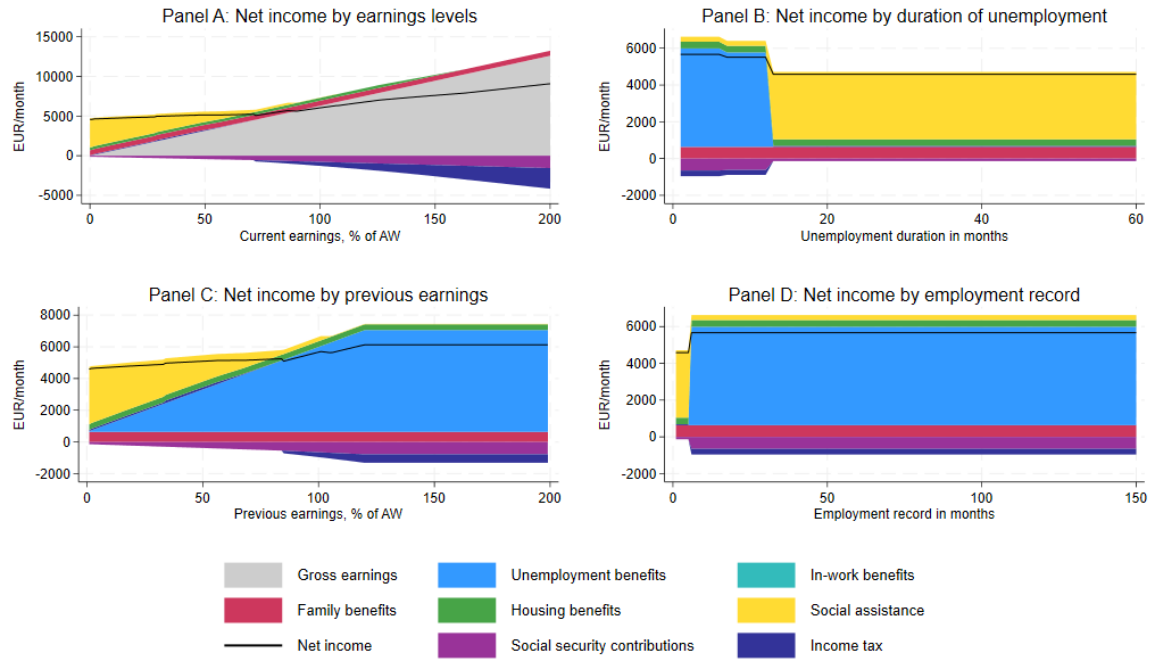 Panel A: Net income by earnings levels
EUR/month
15000
10000
5000
0
-5000
0 50 100 150 200
Current earnings, % of AW
Panel B: Net income by duration of unemployment
EUR/month
6000
4000
2000
0
-2000
20 40 60
Unemployment duration in months
Panel C: Net income by previous earnings
EUR/month
8000
6000
4000
2000
0
-2000
0 50 100 150 200
Previous earnings, % of AW
Panel D: Net income by employment record
EUR/month
6000
4000
2000
0
-2000
0 50 100 150
Employment record in months
Gross earnings Unemployment benefits In-work benefits
Family benefits Housing benefits Social assistance
Net income Social security contributions Income tax